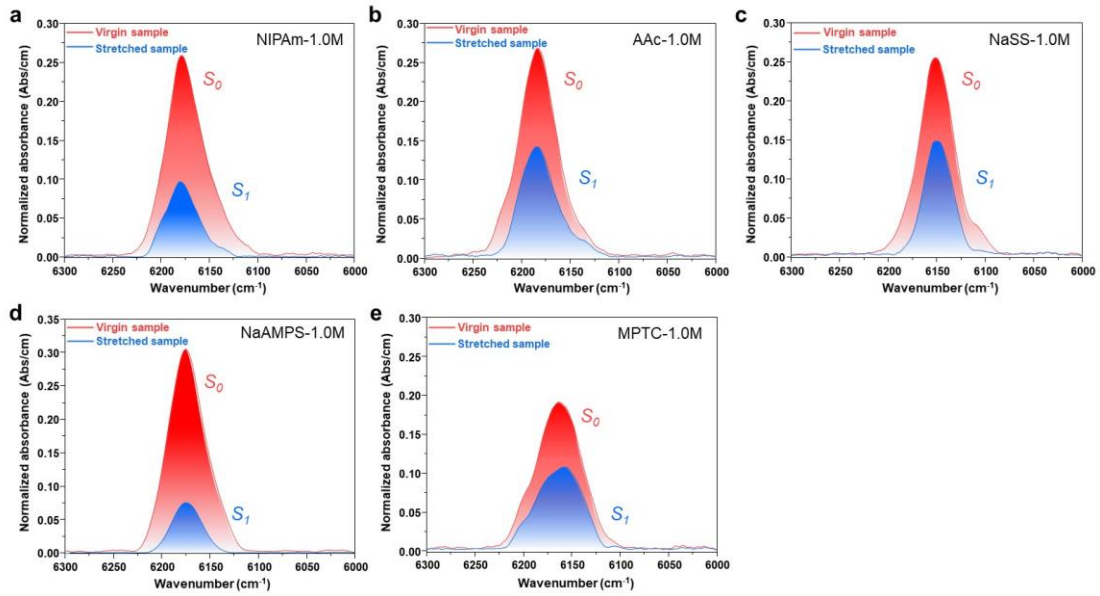 a
Virgin sample
Stretched sample
NIPAm-1.0M
S₀
S₁
Normalized absorbance (Abs/cm)
0.30
0.25
0.20
0.15
0.10
0.05
0.00
6300 6250 6200 6150 6100 6050 6000
Wavenumber (cm⁻¹)
b
Virgin sample
Stretched sample
AAc-1.0M
S₀
S₁
Normalized absorbance (Abs/cm)
0.30
0.25
0.20
0.15
0.10
0.05
0.00
6300 6250 6200 6150 6100 6050 6000
Wavenumber (cm⁻¹)
c
Virgin sample
Stretched sample
NaSS-1.0M
S₀
S₁
Normalized absorbance (Abs/cm)
0.30
0.25
0.20
0.15
0.10
0.05
0.00
6300 6250 6200 6150 6100 6050 6000
Wavenumber (cm⁻¹)
d
Virgin sample
Stretched sample
NaAMPS-1.0M
S₀
S₁
Normalized absorbance (Abs/cm)
0.35
0.30
0.25
0.20
0.15
0.10
0.05
0.00
6300 6250 6200 6150 6100 6050 6000
Wavenumber (cm⁻¹)
e
Virgin sample
Stretched sample
MPTC-1.0M
S₀
S₁
Normalized absorbance (Abs/cm)
0.30
0.25
0.20
0.15
0.10
0.05
0.00
6300 6250 6200 6150 6100 6050 6000
Wavenumber (cm⁻¹)